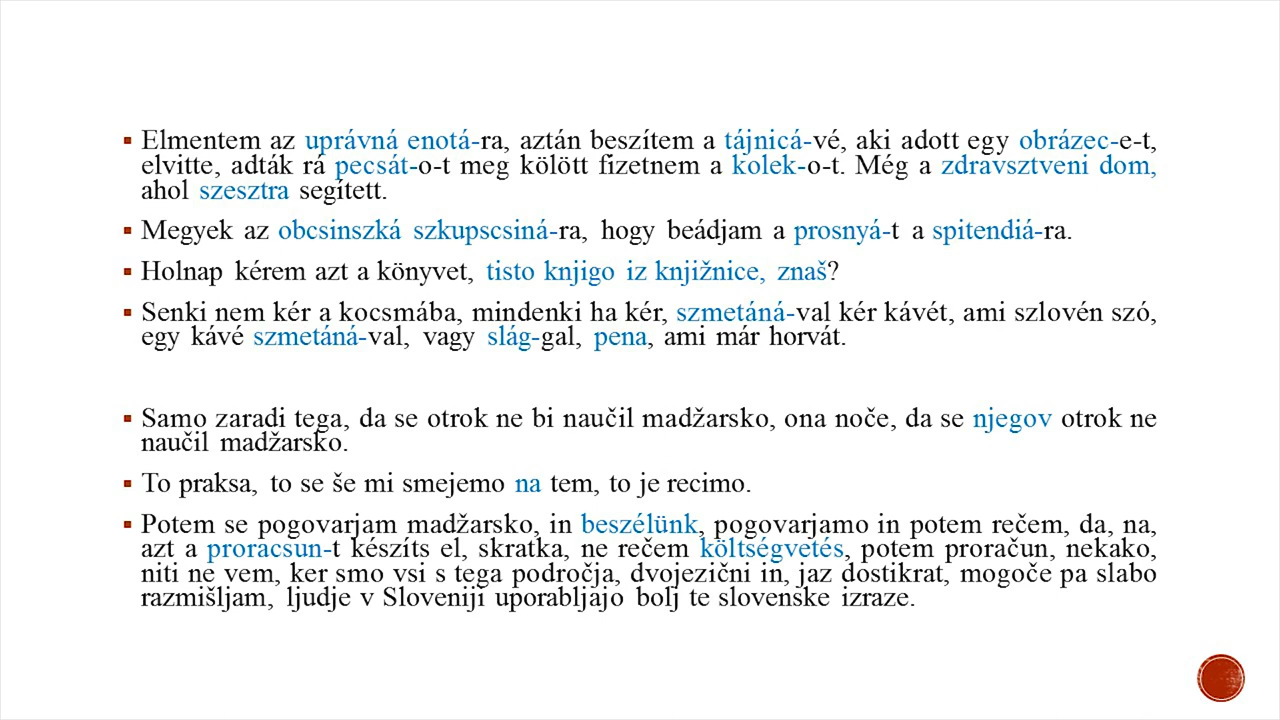 Elmentem az uprávná enotá-ra, aztán beszítem a tájnicá-vé, aki adott egy obrázec-e-t,
elvitte, adták rá pecsát-o-t meg kölött fizetnem a kolek-o-t. Még a zdravsztveni dom,
ahol szesztra segített.
Megyek az obcsinszká szkupscsiná-ra, hogy beádjam a prosnyá-t a spitendiá-ra.
Holnap kérem azt a könyvet, tisto knjigo iz knjižnice, znaš?
Senki nem kér a kocsmába, mindenki ha kér, szmetáná-val kér kávét, ami szlovén szó,
egy kávé szmetáná-val, vagy slág-gal, pena, ami már horvát.
Samo zaradi tega, da se otrok ne bi naučil madžarsko, ona noče, da se njegov otrok ne
naučil madžarsko.
To praksa, to se še mi smejemo na tem, to je recimo.
Potem se pogovarjam madžarsko, in beszélünk, pogovarjamo in potem rečem, da, na,
azt a proracsun-t készíts el, skratka, ne rečem költségvetés, potem proračun, nekako,
niti ne vem, ker smo vsi s tega področja, dvojezični in, jaz dostikrat, mogoče pa slabo
razmišljam, ljudje v Sloveniji uporabljajo bolj te slovenske izraze.